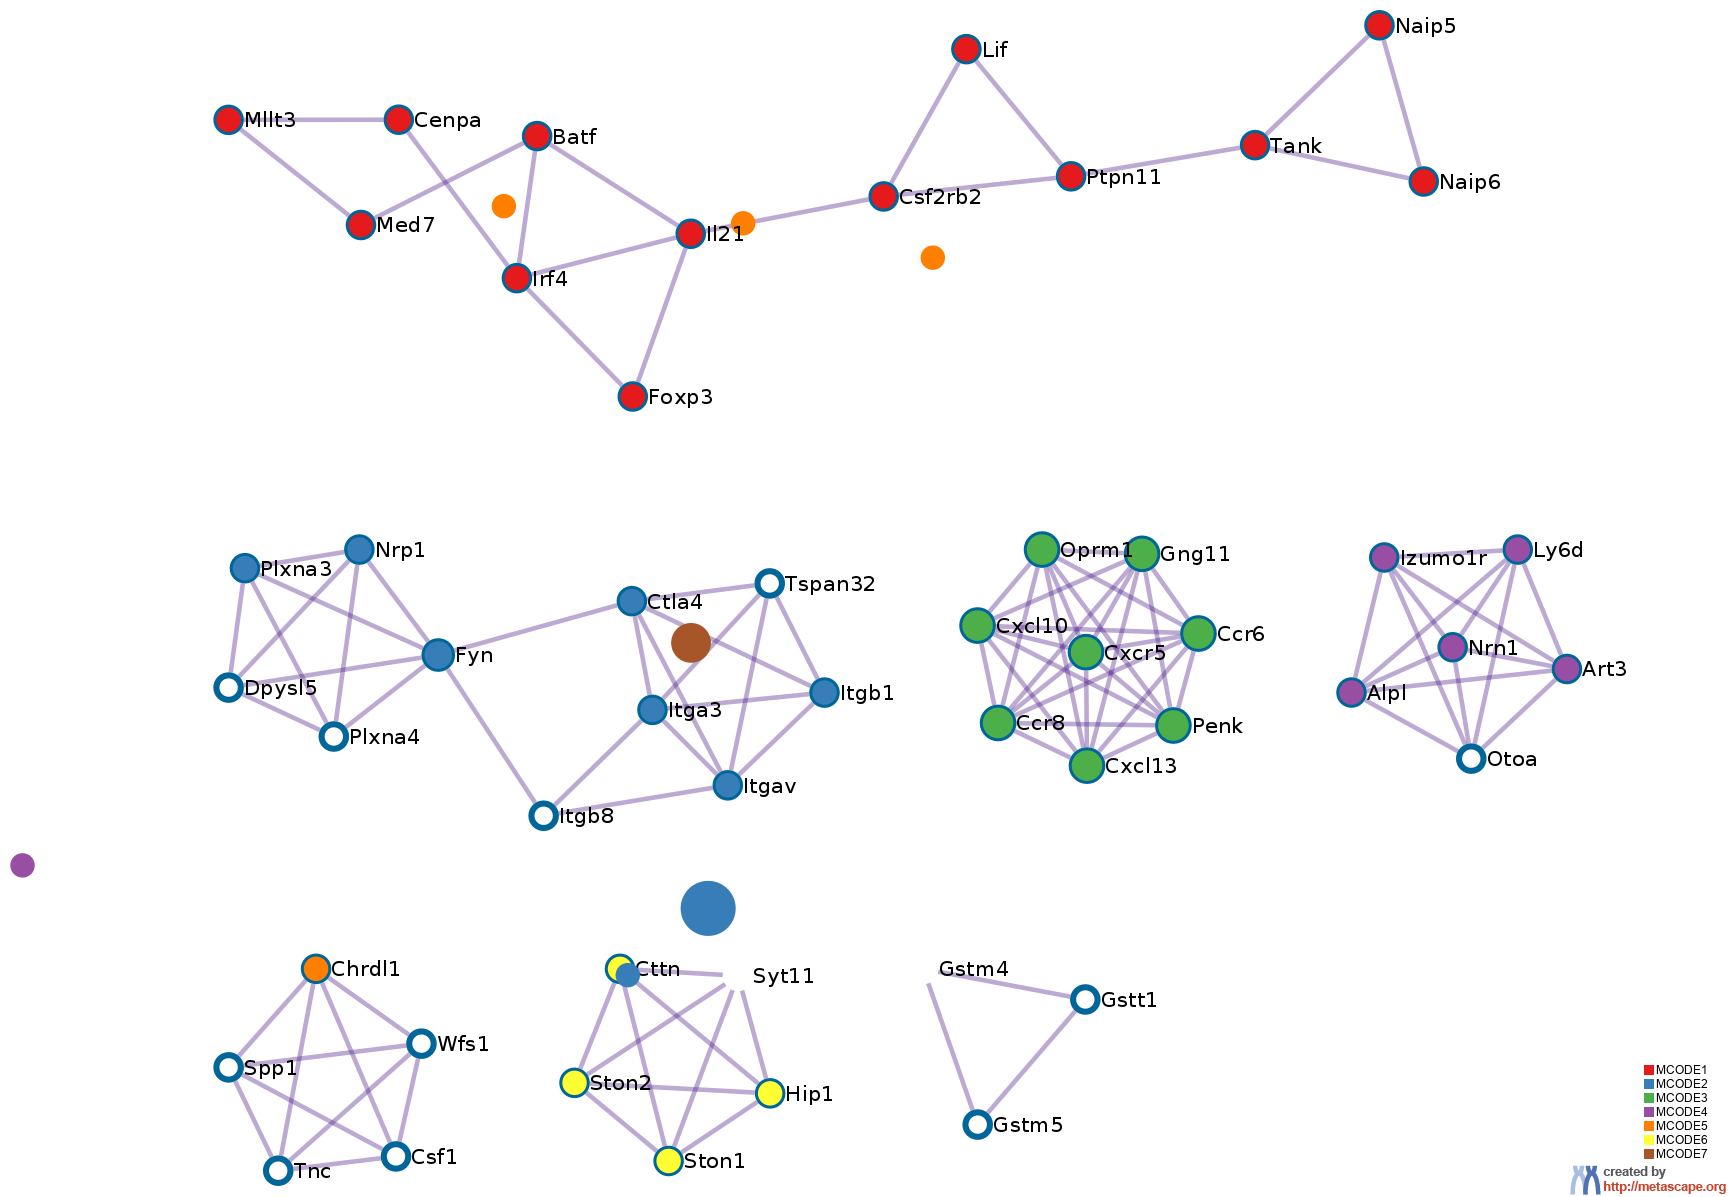 Naip5
Lif
Mllt3
Cenpa
Batf
Tank
Ptpn11
Naip6
Csf2rb2
Med7
Il21
Irf4
Foxp3
Nrp1
Plxna3
Ctla4
Tspan32
Fyn
Dpysl5
Itga3
Itgb1
Plxna4
Itgav
Itgb8
Oprm1
Gng11
Cxcl10
Ccr6
Cxcr5
Ccr8
Penk
Cxcl13
Izumo1r
Ly6d
Nrn1
Art3
Alpl
Otoa
Chrdl1
Wfs1
Spp1
Csf1
Tnc
Cttn
Syt11
Ston2
Hip1
Ston1
Gstm4
Gstt1
Gstm5
MCODE1
MCODE2
MCODE3
MCODE4
MCODE5
MCODE6
MCODE7
created by
http://metascape.org